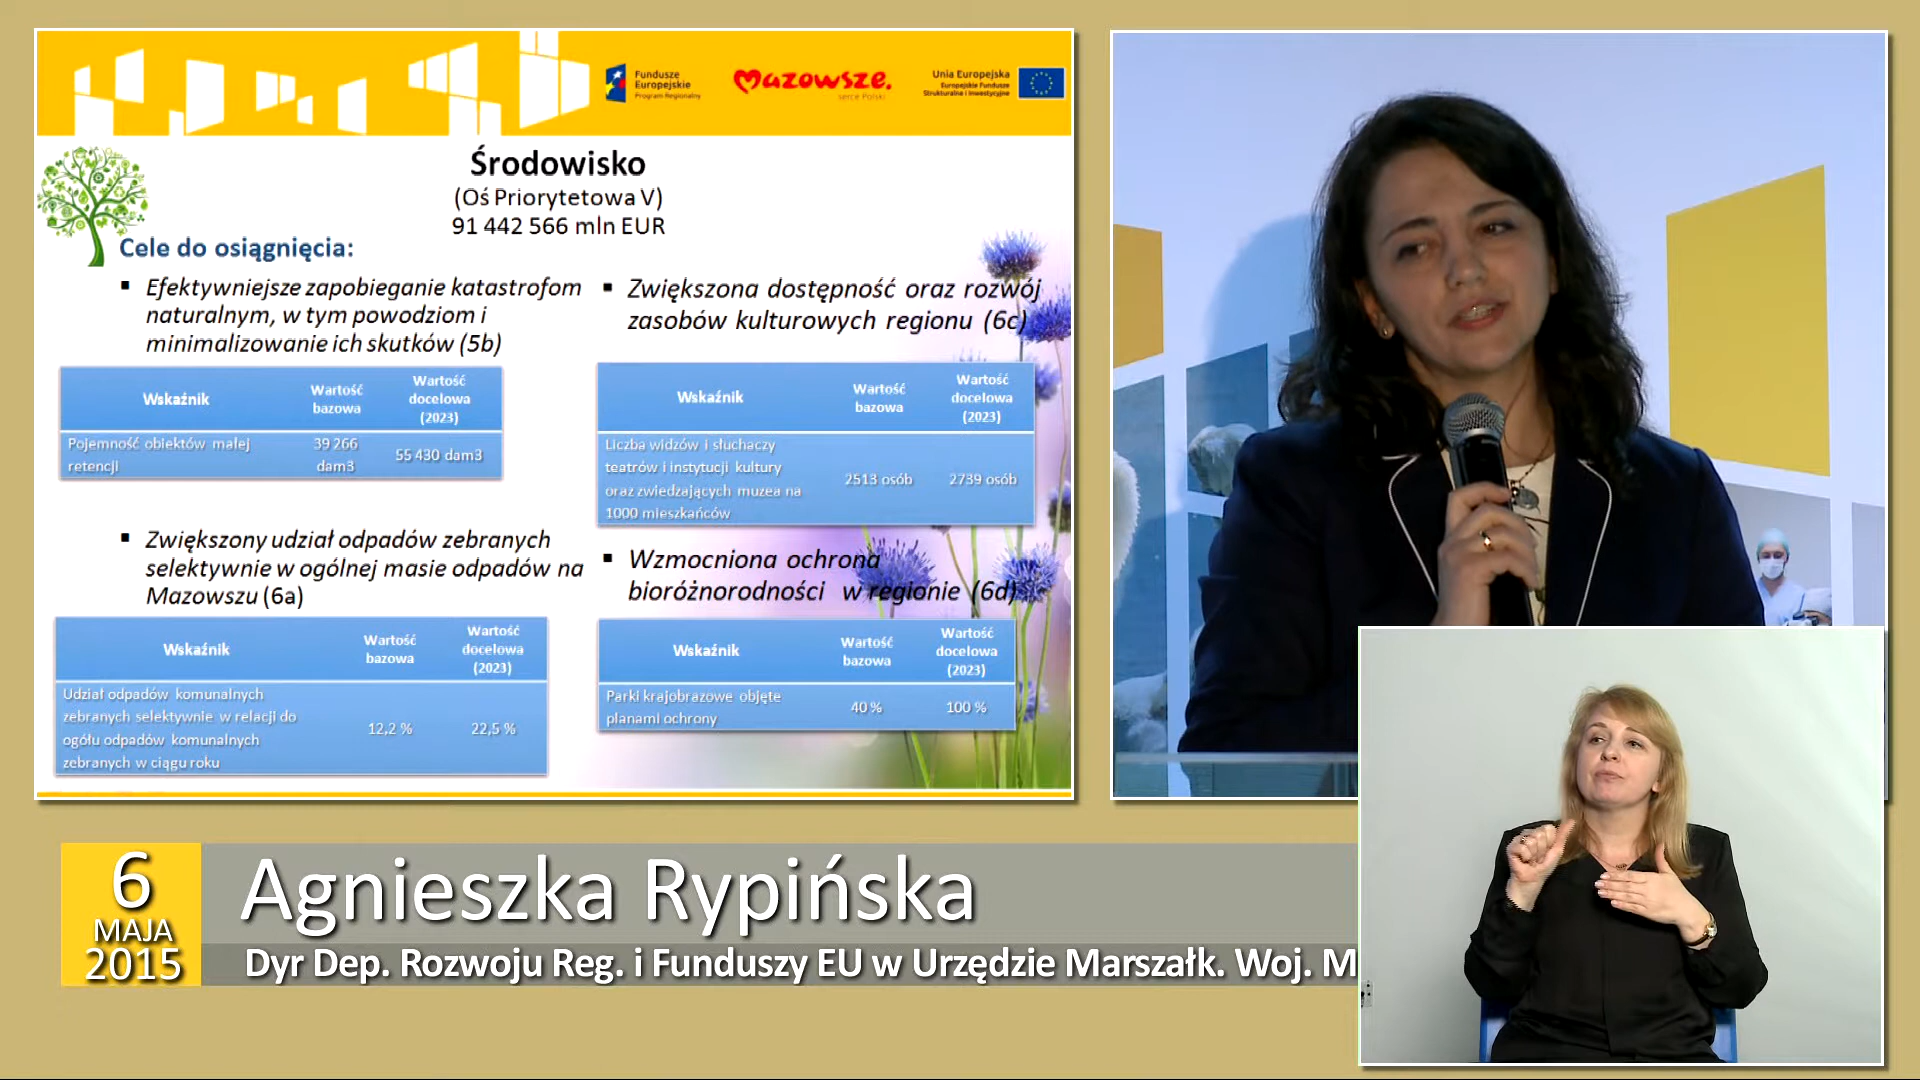 Fundusze
Europejskie
Program Regionalny
mazowsze.
serce Polski
Unia Europejska
Europejskie Fundusze
Strukturalne i Inwestycyjne
Środowisko
(Oś Priorytetowa V)
91 442 566 mln EUR
Cele do osiągnięcia:
▪ Efektywniejsze zapobieganie katastrofom
naturalnym, w tym powodziom i
minimalizowanie ich skutków (5b)
Wskaźnik Wartość bazowa Wartość docelowa (2023)
Pojemność obiektów małej
retencji
39 266
dam3
55 430 dam3
▪ Zwiększony udział odpadów zebranych
selektywnie w ogólnej masie odpadów na
Mazowszu (6a)
Wskaźnik Wartość bazowa Wartość docelowa (2023)
Udział odpadów komunalnych
zebranych selektywnie w relacji do
ogółu odpadów komunalnych
zebranych w ciągu roku
12,2 % 22,5 %
▪ Zwiększona dostępność oraz rozwój
zasobów kulturowych regionu (6c)
Wskaźnik Wartość bazowa Wartość docelowa (2023)
Liczba widzów i słuchaczy
teatrów i instytucji kultury
oraz zwiedzających muzea na
1000 mieszkańców
2513 osób 2739 osób
▪ Wzmocniona ochrona
bioróżnorodności w regionie (6d)
Wskaźnik Wartość bazowa Wartość docelowa (2023)
Parki krajobrazowe objęte
planami ochrony
40 % 100 %
6
MAJA
2015
Agnieszka Rypińska
Dyr Dep. Rozwoju Reg. i Funduszy EU w Urzędzie Marszałk. Woj. M